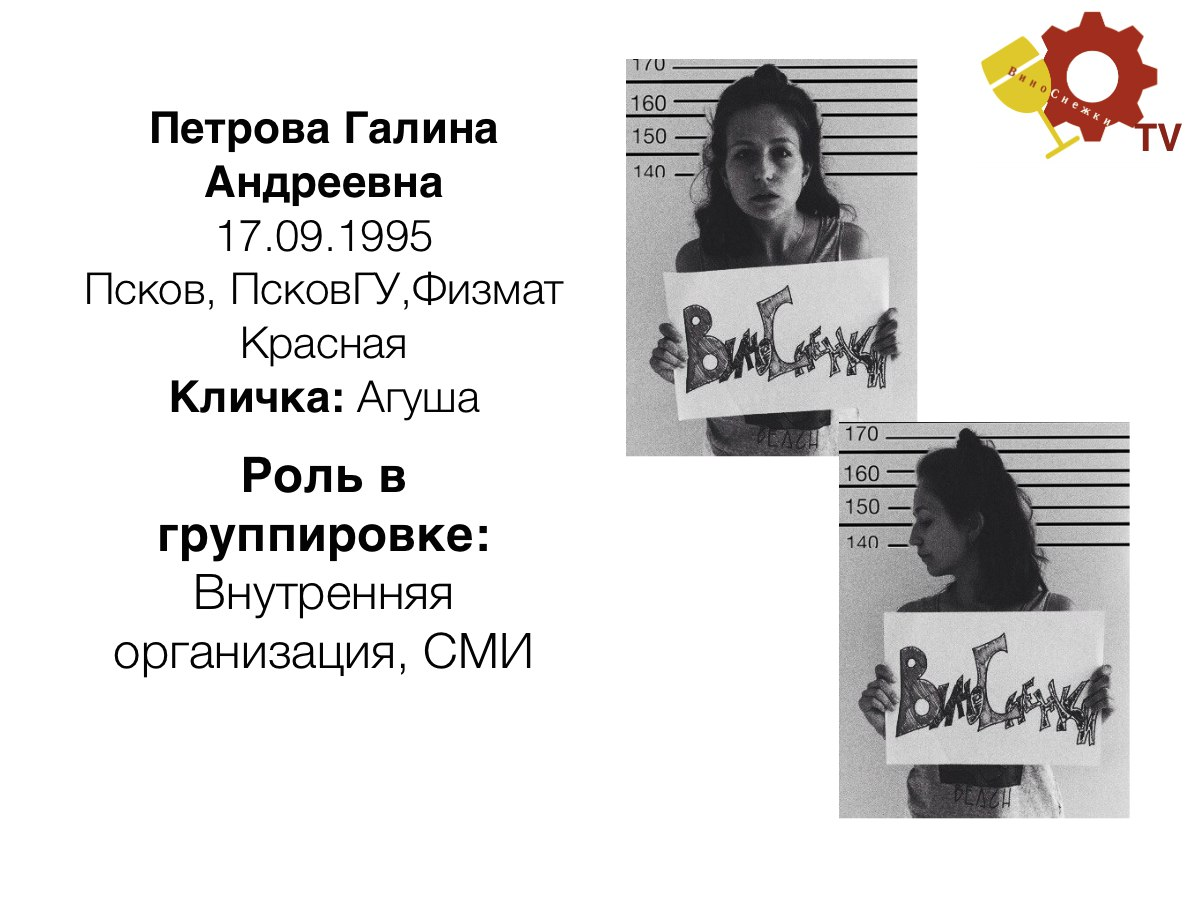 Петрова Галина
Андреевна
17.09.1995
Псков, ПсковГУ,Физмат
Красная
Кличка: Агуша
Роль в
группировке:
Внутренняя
организация, СМИ
ВиноСнежки
TV
170
160
150
140
ВиноСнежки
170
160
150
140
ВиноСнежки